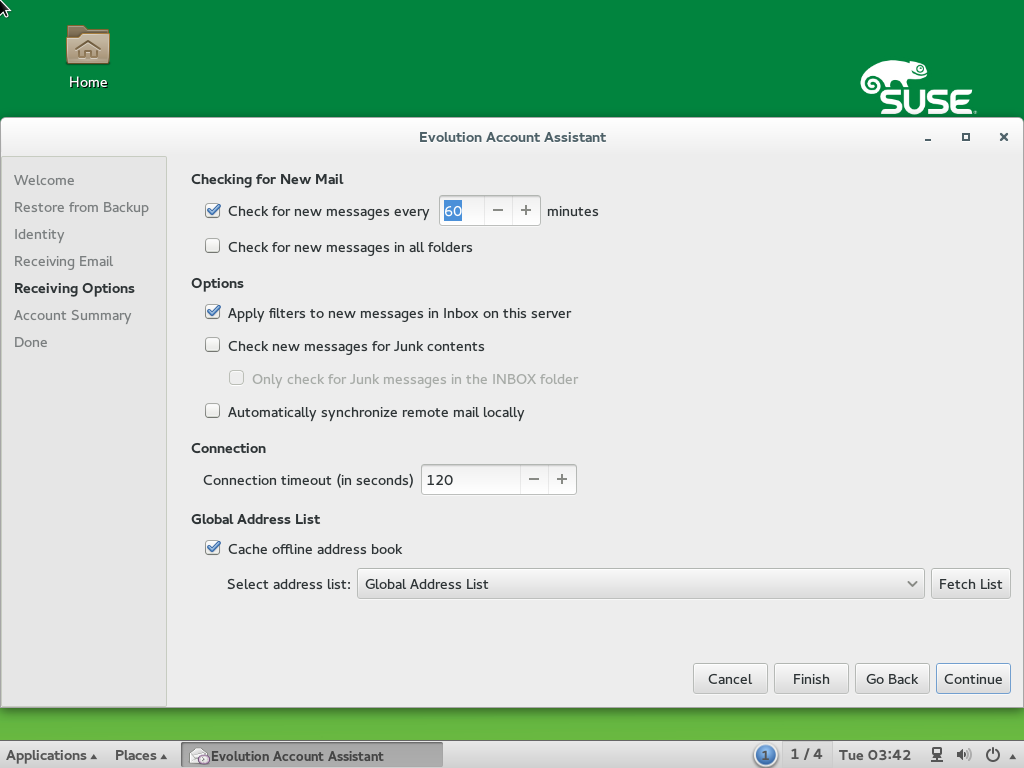 Home
SUSE
Evolution Account Assistant
Welcome
Restore from Backup
Identity
Receiving Email
Receiving Options
Account Summary
Done
Checking for New Mail
Check for new messages every 60 minutes
Check for new messages in all folders
Options
Apply filters to new messages in Inbox on this server
Check new messages for Junk contents
Only check for Junk messages in the INBOX folder
Automatically synchronize remote mail locally
Connection
Connection timeout (in seconds) 120
Global Address List
Cache offline address book
Select address list: Global Address List Fetch List
Cancel Finish Go Back Continue
Applications Places Evolution Account Assistant 1 1 / 4 Tue 03:42